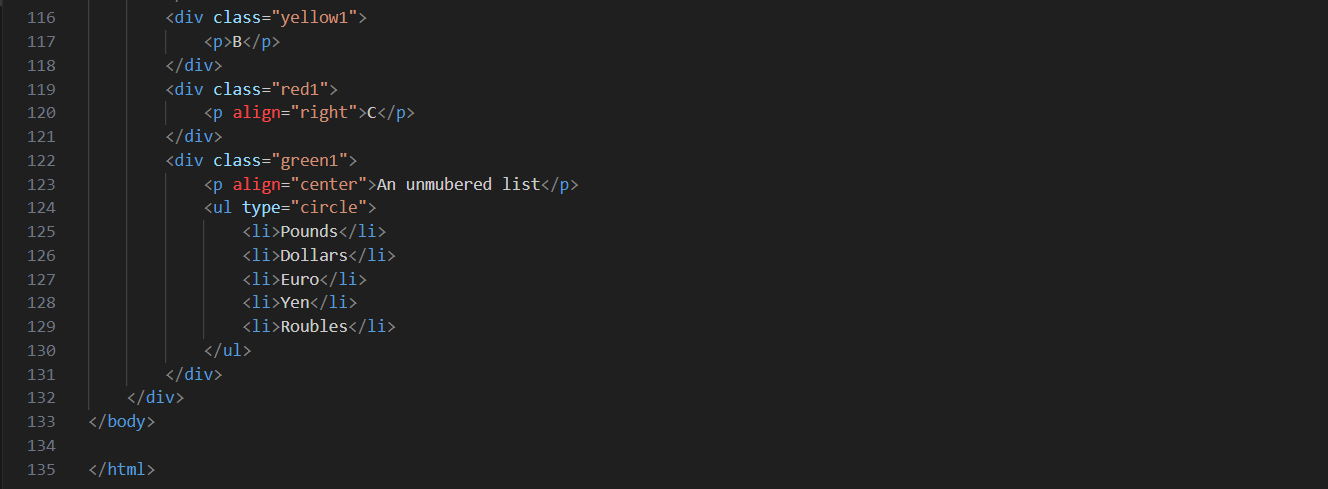 116 <div class="yellow1">
117 <p>B</p>
118 </div>
119 <div class="red1">
120 <p align="right">C</p>
121 </div>
122 <div class="green1">
123 <p align="center">An unmubered list</p>
124 <ul type="circle">
125 <li>Pounds</li>
126 <li>Dollars</li>
127 <li>Euro</li>
128 <li>Yen</li>
129 <li>Roubles</li>
130 </ul>
131 </div>
132 </div>
133 </body>
134
135 </html>